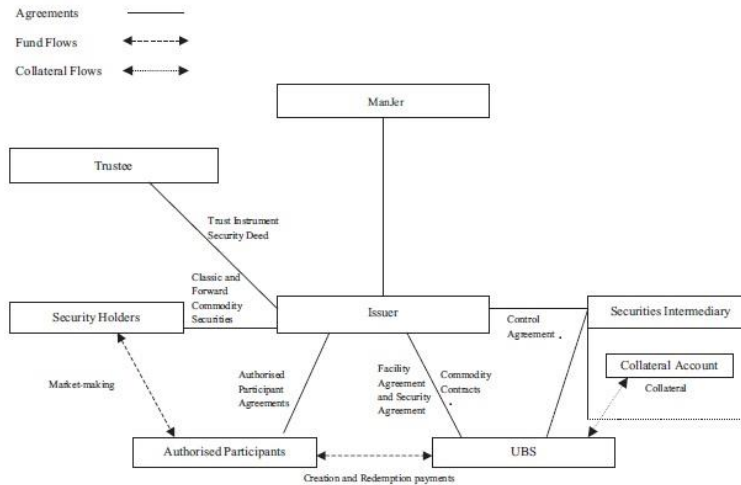 Agreements
Fund Flows
Collateral Flows
ManJer
Trustee
Trust Instrument
Security Deed
Classic and
Forward
Commodity
Securities
Security Holders
Issuer
Securities Intermediary
Control
Agreement
Collateral Account
Collateral
Market-making
Authorised
Participant
Agreements
Facility
Agreement
and Security
Agreement
Commodity
Contracts
Authorised Participants
UBS
Creation and Redemption payments